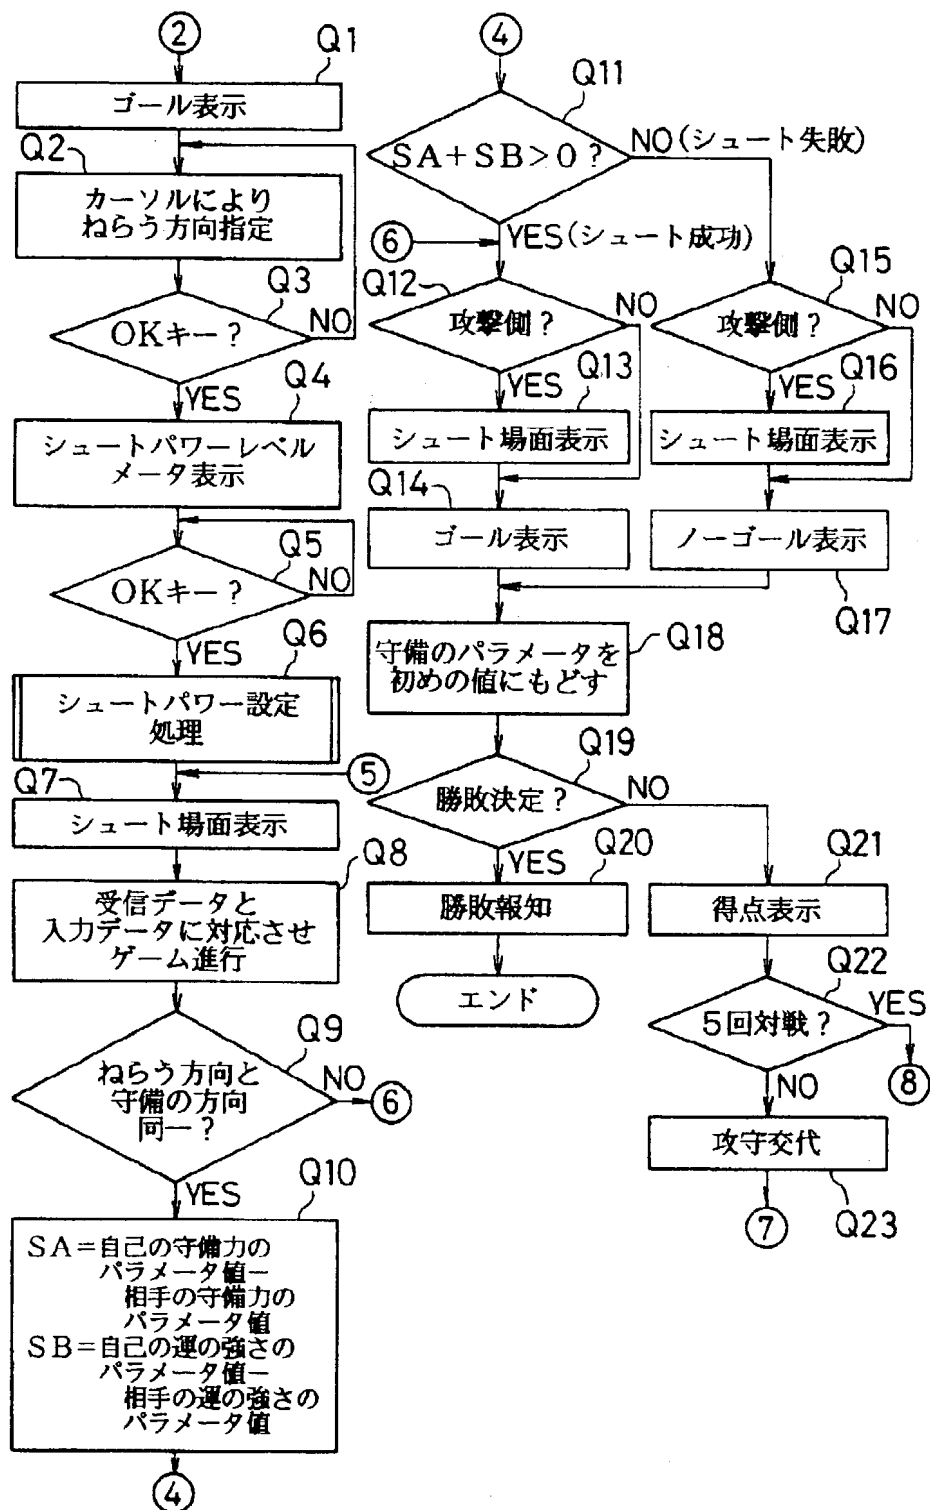 ②
Q1
ゴール表示
Q2
カーソルにより
ねらう方向指定
Q3
OKキー?
NO
YES
Q4
シュートパワーレベル
メータ表示
Q5
OKキー?
NO
YES
Q6
シュートパワー設定
処理
⑤
Q7
シュート場面表示
Q8
受信データと
入力データに対応させ
ゲーム進行
Q9
ねらう方向と
守備の方向
同一?
NO
⑥
YES
Q10
SA=自己の守備力の
パラメータ値-
相手の守備力の
パラメータ値
SB=自己の運の強さの
パラメータ値-
相手の運の強さの
パラメータ値
④
④
Q11
SA+SB>0?
NO(シュート失敗)
⑥
YES(シュート成功)
Q12
攻撃側?
NO
YES
Q13
シュート場面表示
Q14
ゴール表示
Q15
攻撃側?
NO
YES
Q16
シュート場面表示
ノーゴール表示
Q17
Q18
守備のパラメータを
初めの値にもどす
Q19
勝敗決定?
NO
YES
Q20
勝敗報知
エンド
Q21
得点表示
Q22
5回対戦?
YES
⑧
NO
攻守交代
Q23
⑦